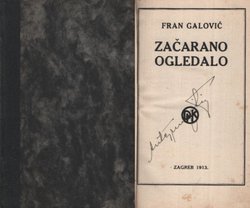 FRAN GALOVIĆ
ZAČARANO
OGLEDALO
ZAGREB 1913.